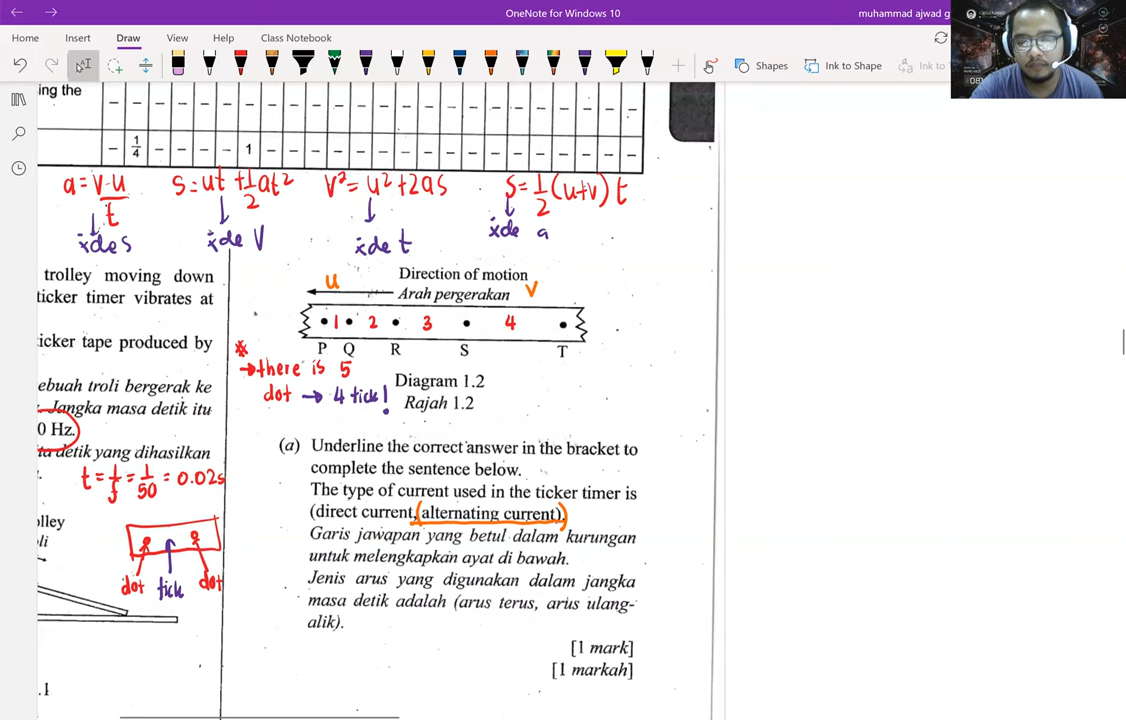 OneNote for Windows 10
muhammad ajwad g
Home Insert Draw View Help Class Notebook
Shapes
Ink to Shape
Ink to
ing the
– – – – – – – – – – – – – – – – – – – – – – – –
– 1/4 – – – – 1 – – – – – – – – – – – – – – – – –
a = v-u/t
s = ut + 1/2 at²
v² = u² + 2as
s = 1/2 (u+v) t
xde s
xde v
xde t
xde a
trolley moving down
ticker timer vibrates at
icker tape produced by
ebuah troli bergerak ke
. Jangka masa detik itu
0 Hz.
ta detik yang dihasilkan
t = 1/f = 1/50 = 0.02s
olley
li
dot tick dot
.1
u
Direction of motion
Arah pergerakan
v
1 2 3 4
P Q R S T
* →there is 5
dot → 4 tick!
Diagram 1.2
Rajah 1.2
(a) Underline the correct answer in the bracket to
complete the sentence below.
The type of current used in the ticker timer is
(direct current, alternating current).
Garis jawapan yang betul dalam kurungan
untuk melengkapkan ayat di bawah.
Jenis arus yang digunakan dalam jangka
masa detik adalah (arus terus, arus ulang-
alik).
[1 mark]
[1 markah]